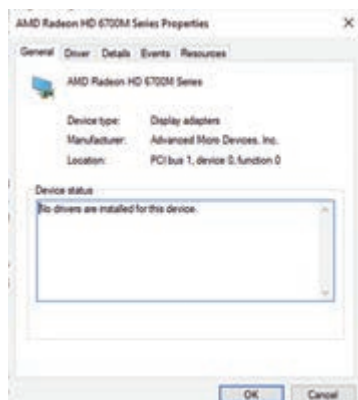 AMD Radeon HD 6700M Series Properties
General Driver Details Events Resources
AMD Radeon HD 6700M Series
Device type: Display adapters
Manufacturer: Advanced Micro Devices, Inc.
Location: PCI bus 1, device 0, function 0
Device status
No drivers are installed for this device.
OK Cancel